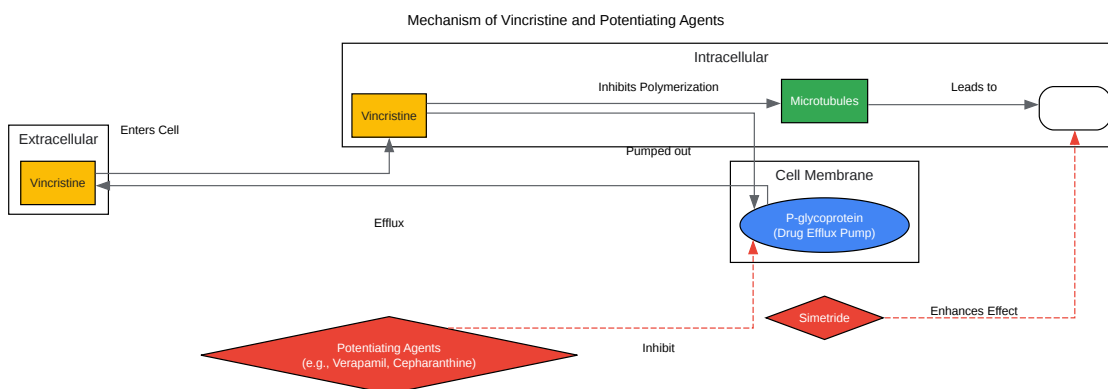 Mechanism of Vincristine and Potentiating Agents
Intracellular
Inhibits Polymerization
Microtubules
Leads to
Vincristine
Extracellular
Enters Cell
Vincristine
Pumped out
Cell Membrane
P-glycoprotein
(Drug Efflux Pump)
Efflux
Simetride
Enhances Effect
Potentiating Agents
(e.g., Verapamil, Cepharanthine)
Inhibit